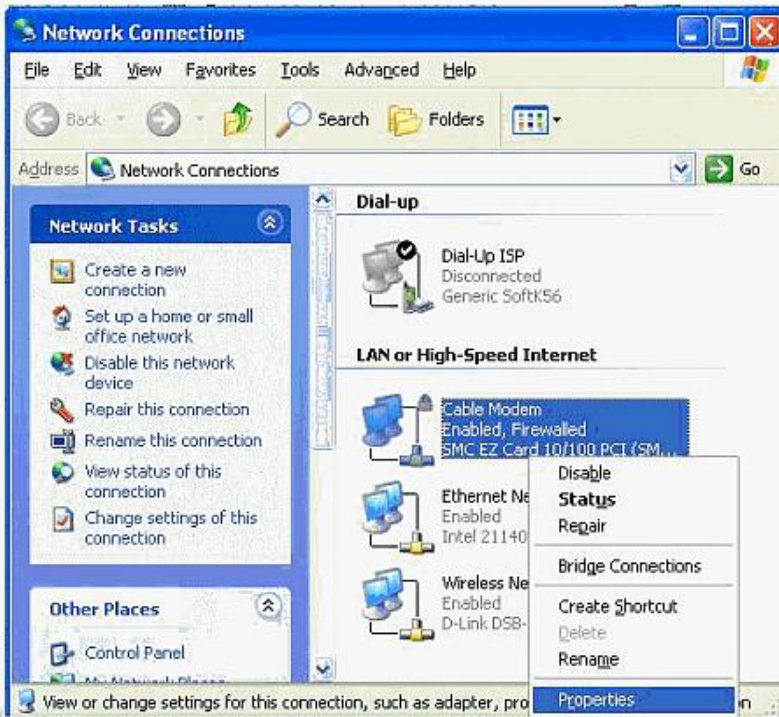 Network Connections
File Edit View Favorites Tools Advanced Help
Back Search Folders
Address Network Connections Go
Network Tasks
Create a new
connection
Set up a home or small
office network
Disable this network
device
Repair this connection
Rename this connection
View status of this
connection
Change settings of this
connection
Other Places
Control Panel
My Network Places
Dial-up
Dial-Up ISP
Disconnected
Generic SoftK56
LAN or High-Speed Internet
Cable Modem
Enabled, Firewalled
SMC EZ Card 10/100 PCI (SM...
Ethernet Ne
Enabled
Intel 21140
Wireless Ne
Enabled
D-Link DSB-
Disable
Status
Repair
Bridge Connections
Create Shortcut
Delete
Rename
Properties
View or change settings for this connection, such as adapter, pro